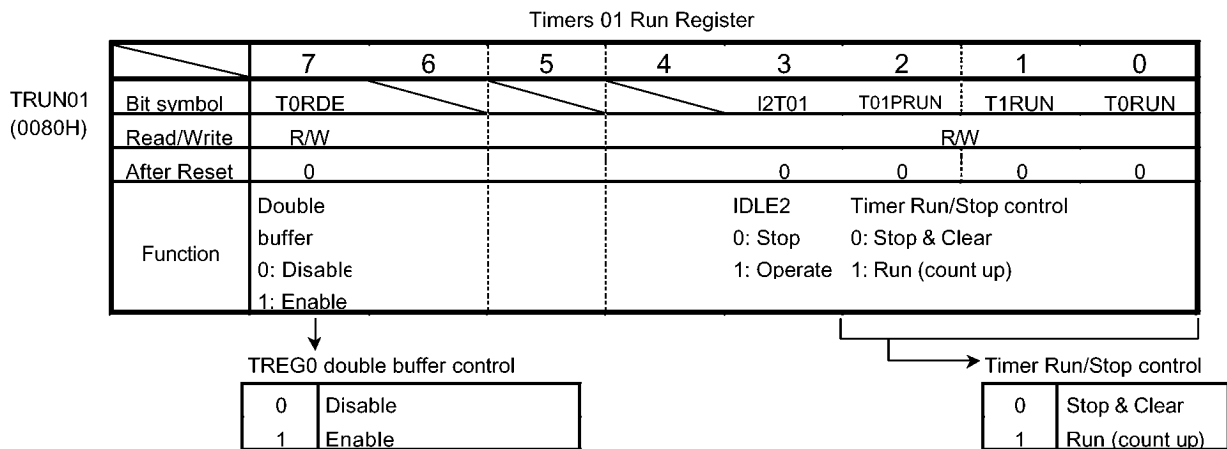 Timers 01 Run Register
7 6 5 4 3 2 1 0
TRUN01
(0080H)
Bit symbol T0RDE I2T01 T01PRUN T1RUN T0RUN
Read/Write R/W R/W
After Reset 0 0 0 0 0
Function
Double
buffer
0: Disable
1: Enable
IDLE2
0: Stop
1: Operate
Timer Run/Stop control
0: Stop & Clear
1: Run (count up)
TREG0 double buffer control
0 Disable
1 Enable
Timer Run/Stop control
0 Stop & Clear
1 Run (count up)